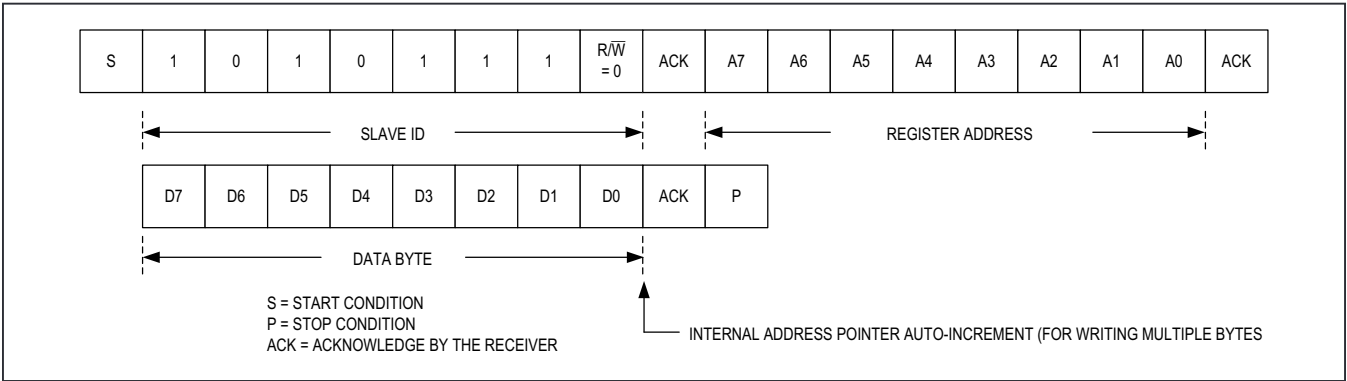 S 1 0 1 0 1 1 1 R/W̅ = 0 ACK A7 A6 A5 A4 A3 A2 A1 A0 ACK
SLAVE ID REGISTER ADDRESS
D7 D6 D5 D4 D3 D2 D1 D0 ACK P
DATA BYTE
S = START CONDITION
P = STOP CONDITION
ACK = ACKNOWLEDGE BY THE RECEIVER
INTERNAL ADDRESS POINTER AUTO-INCREMENT (FOR WRITING MULTIPLE BYTES